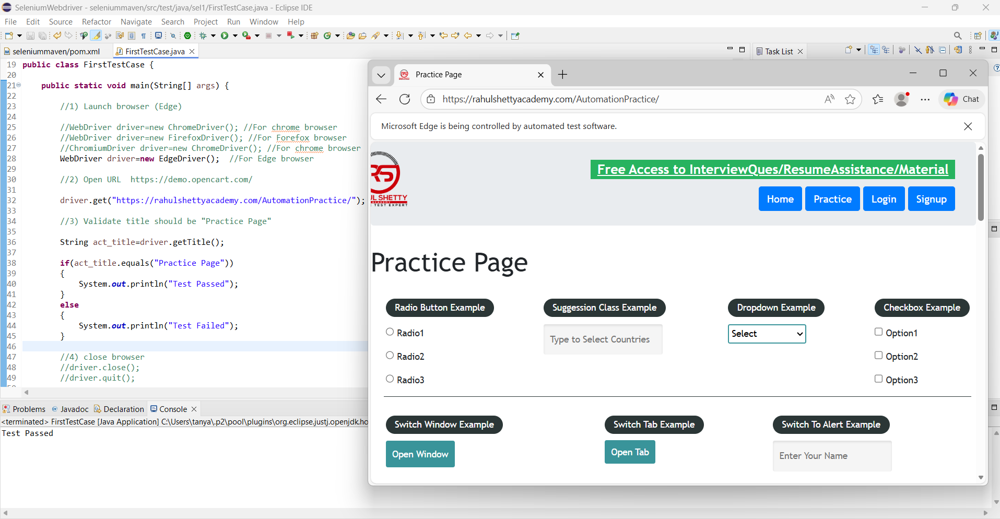 SeleniumWebdriver - seleniummaven/src/test/java/sel1/FirstTestCase.java - Eclipse IDE
File Edit Source Refactor Navigate Search Project Run Window Help
seleniummaven/pom.xml FirstTestCase.java Task List
19 public class FirstTestCase {
20
21 public static void main(String[] args) {
22
23 //1) Launch browser (Edge)
24
25 //WebDriver driver=new ChromeDriver(); //For chrome browser
26 //WebDriver driver=new FirefoxDriver(); //For Forefox browser
27 //ChromiumDriver driver=new ChromeDriver(); //For chrome browser
28 WebDriver driver=new EdgeDriver(); //For Edge browser
29
30 //2) Open URL https://demo.opencart.com/
31
32 driver.get("https://rahulshettyacademy.com/AutomationPractice/");
33
34 //3) Validate title should be "Practice Page"
35
36 String act_title=driver.getTitle();
37
38 if(act_title.equals("Practice Page"))
39 {
40 System.out.println("Test Passed");
41 }
42 else
43 {
44 System.out.println("Test Failed");
45 }
46
47 //4) close browser
48 //driver.close();
49 //driver.quit();
Problems Javadoc Declaration Console
<terminated> FirstTestCase [Java Application] C:\Users\tanya\.p2\pool\plugins\org.eclipse.justj.openjdk.ho
Test Passed
Practice Page
https://rahulshettyacademy.com/AutomationPractice/ Chat
Microsoft Edge is being controlled by automated test software.
RS
UL SHETTY
ACADEMY
TEST EXPERT
Free Access to InterviewQues/ResumeAssistance/Material
Home Practice Login Signup
Practice Page
Radio Button Example Suggession Class Example Dropdown Example Checkbox Example
Radio1 Type to Select Countries Select Option1
Radio2 Option2
Radio3 Option3
Switch Window Example Switch Tab Example Switch To Alert Example
Open Window Open Tab Enter Your Name